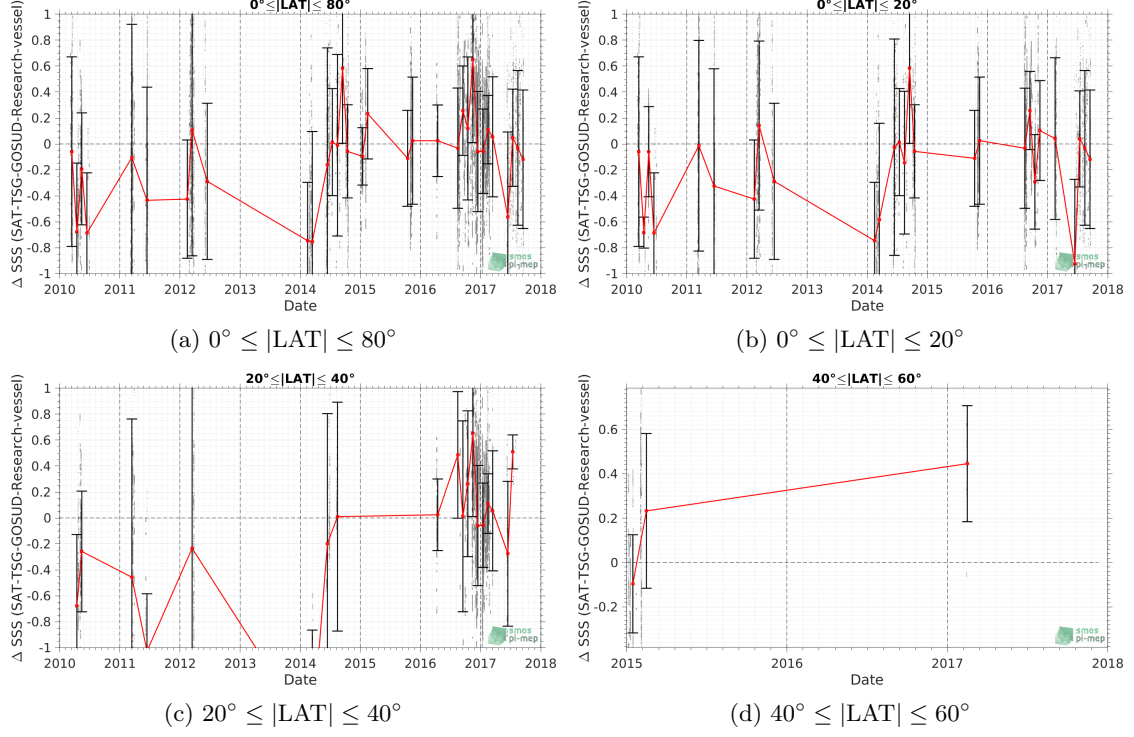 0°≤|LAT|≤ 80°
0°≤|LAT|≤ 20°
Δ SSS (SAT-TSG-GOSUD-Research-vessel)
1
0.8
0.6
0.4
0.2
0
-0.2
-0.4
-0.6
-0.8
-1
2010 2011 2012 2013 2014 2015 2016 2017 2018
Date
smos
pi-mep
Δ SSS (SAT-TSG-GOSUD-Research-vessel)
1
0.8
0.6
0.4
0.2
0
-0.2
-0.4
-0.6
-0.8
-1
2010 2011 2012 2013 2014 2015 2016 2017 2018
Date
smos
pi-mep
(a) 0° ≤ |LAT| ≤ 80°
(b) 0° ≤ |LAT| ≤ 20°
20°≤|LAT|≤ 40°
40°≤|LAT|≤ 60°
Δ SSS (SAT-TSG-GOSUD-Research-vessel)
1
0.8
0.6
0.4
0.2
0
-0.2
-0.4
-0.6
-0.8
-1
2010 2011 2012 2013 2014 2015 2016 2017 2018
Date
smos
pi-mep
Δ SSS (SAT-TSG-GOSUD-Research-vessel)
0.6
0.4
0.2
0
-0.2
2015 2016 2017 2018
Date
smos
pi-mep
(c) 20° ≤ |LAT| ≤ 40°
(d) 40° ≤ |LAT| ≤ 60°